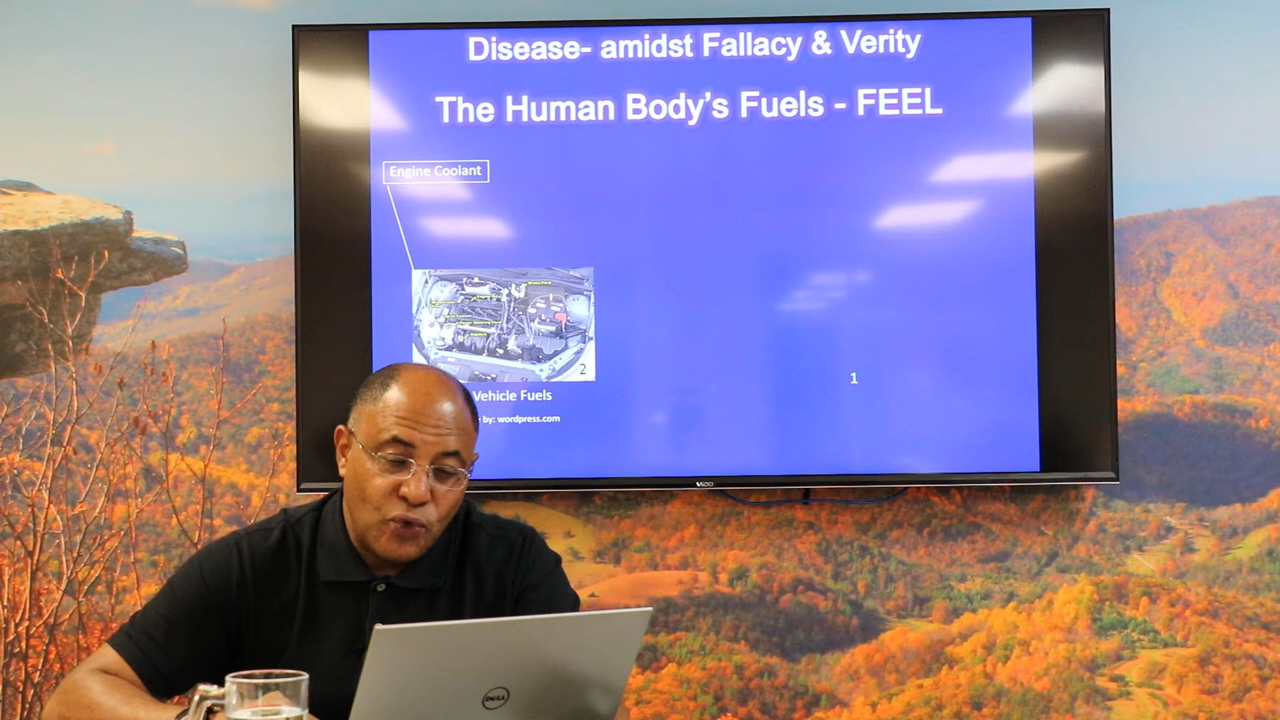 Disease- amidst Fallacy & Verity
The Human Body's Fuels - FEEL
Engine Coolant
2
1
Vehicle Fuels
by: wordpress.com
VIZIO
DELL